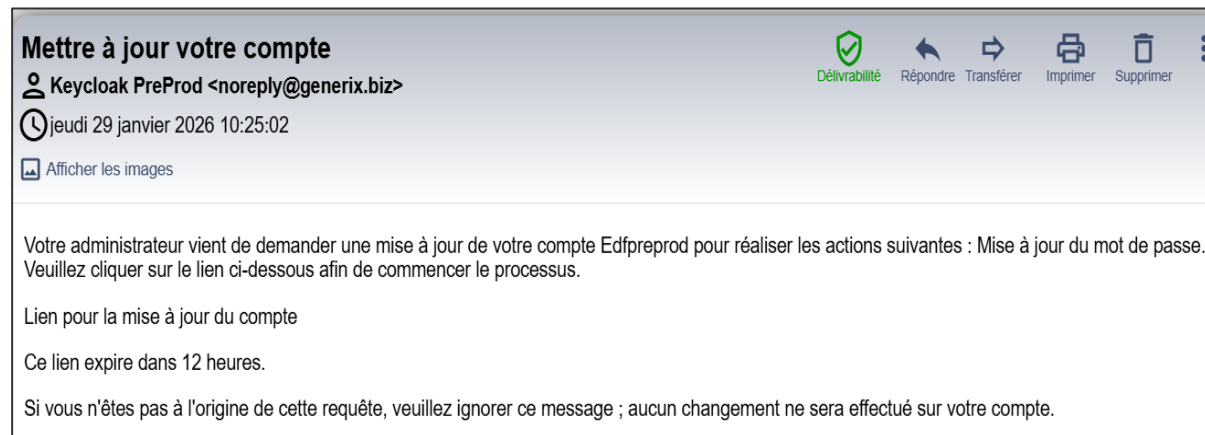 Mettre à jour votre compte
Keycloak PreProd <noreply@generix.biz>
jeudi 29 janvier 2026 10:25:02
Afficher les images
Délivrabilité Répondre Transférer Imprimer Supprimer
Votre administrateur vient de demander une mise à jour de votre compte Edfpreprod pour réaliser les actions suivantes : Mise à jour du mot de passe.
Veuillez cliquer sur le lien ci-dessous afin de commencer le processus.
Lien pour la mise à jour du compte
Ce lien expire dans 12 heures.
Si vous n'êtes pas à l'origine de cette requête, veuillez ignorer ce message ; aucun changement ne sera effectué sur votre compte.